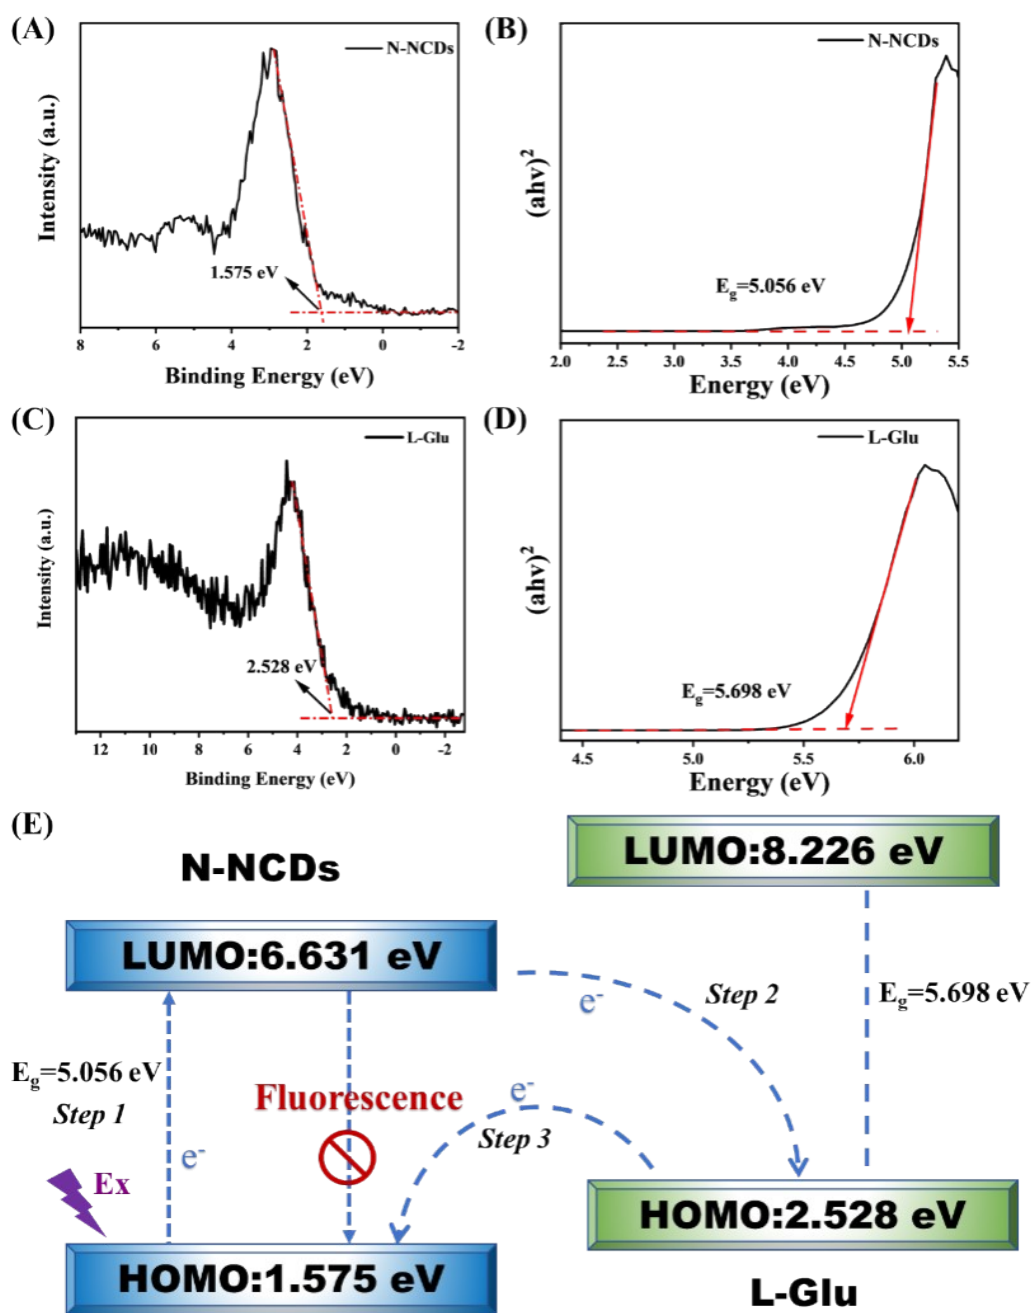 (A)
N-NCDs
Intensity (a.u.)
1.575 eV
8 6 4 2 0 -2
Binding Energy (eV)
(B)
N-NCDs
(ahv)²
Eg=5.056 eV
2.0 2.5 3.0 3.5 4.0 4.5 5.0 5.5
Energy (eV)
(C)
L-Glu
Intensity (a.u.)
2.528 eV
12 10 8 6 4 2 0 -2
Binding Energy (eV)
(D)
L-Glu
(ahv)²
Eg=5.698 eV
4.5 5.0 5.5 6.0
Energy (eV)
(E)
N-NCDs
LUMO:8.226 eV
LUMO:6.631 eV
e-
Step 2
Eg=5.698 eV
Eg=5.056 eV
Step 1
Fluorescence
e-
Step 3
e-
Ex
HOMO:2.528 eV
HOMO:1.575 eV
L-Glu